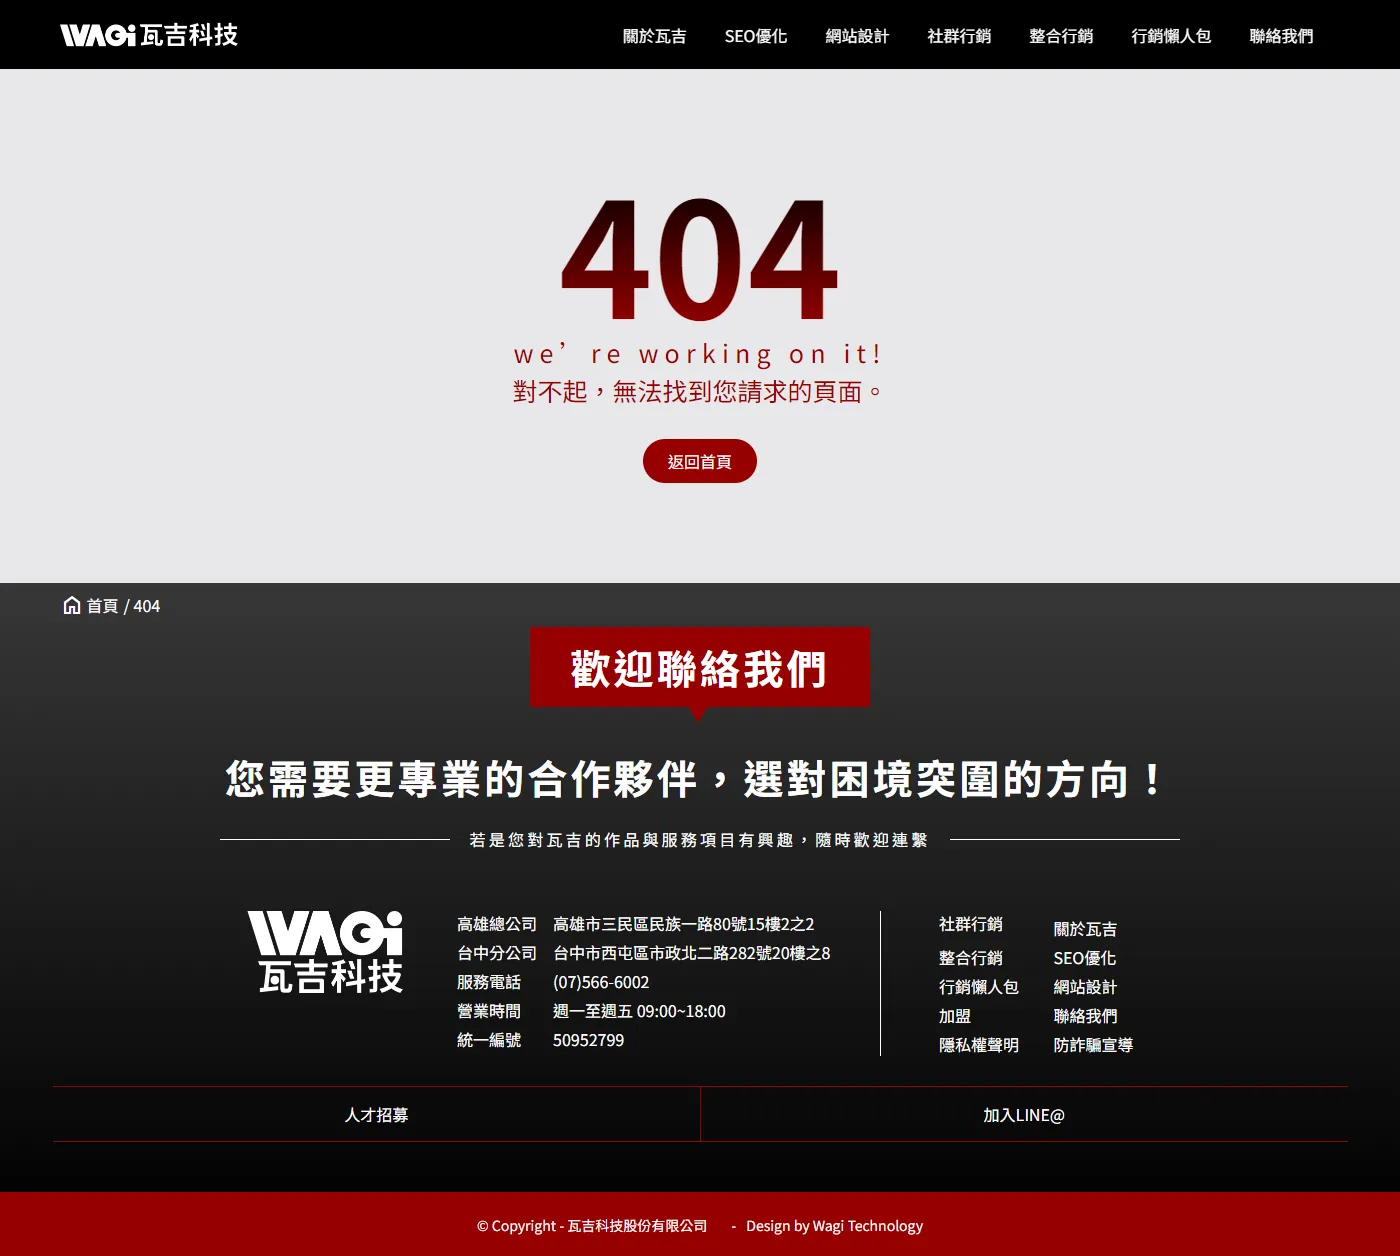 WAGi瓦吉科技
關於瓦吉 SEO優化 網站設計 社群行銷 整合行銷 行銷懶人包 聯絡我們
404
we’re working on it!
對不起，無法找到您請求的頁面。
返回首頁
首頁 / 404
歡迎聯絡我們
您需要更專業的合作夥伴，選對困境突圍的方向！
若是您對瓦吉的作品與服務項目有興趣，隨時歡迎連繫
WAGi
瓦吉科技
高雄總公司 高雄市三民區民族一路80號15樓之2之2
台中分公司 台中市西屯區市政北二路282號20樓之8
服務電話 (07)566-6002
營業時間 週一至週五 09:00~18:00
統一編號 50952799
社群行銷
整合行銷
行銷懶人包
加盟
隱私權聲明
關於瓦吉
SEO優化
網站設計
聯絡我們
防詐騙宣導
人才招募
加入LINE@
© Copyright - 瓦吉科技股份有限公司 - Design by Wagi Technology